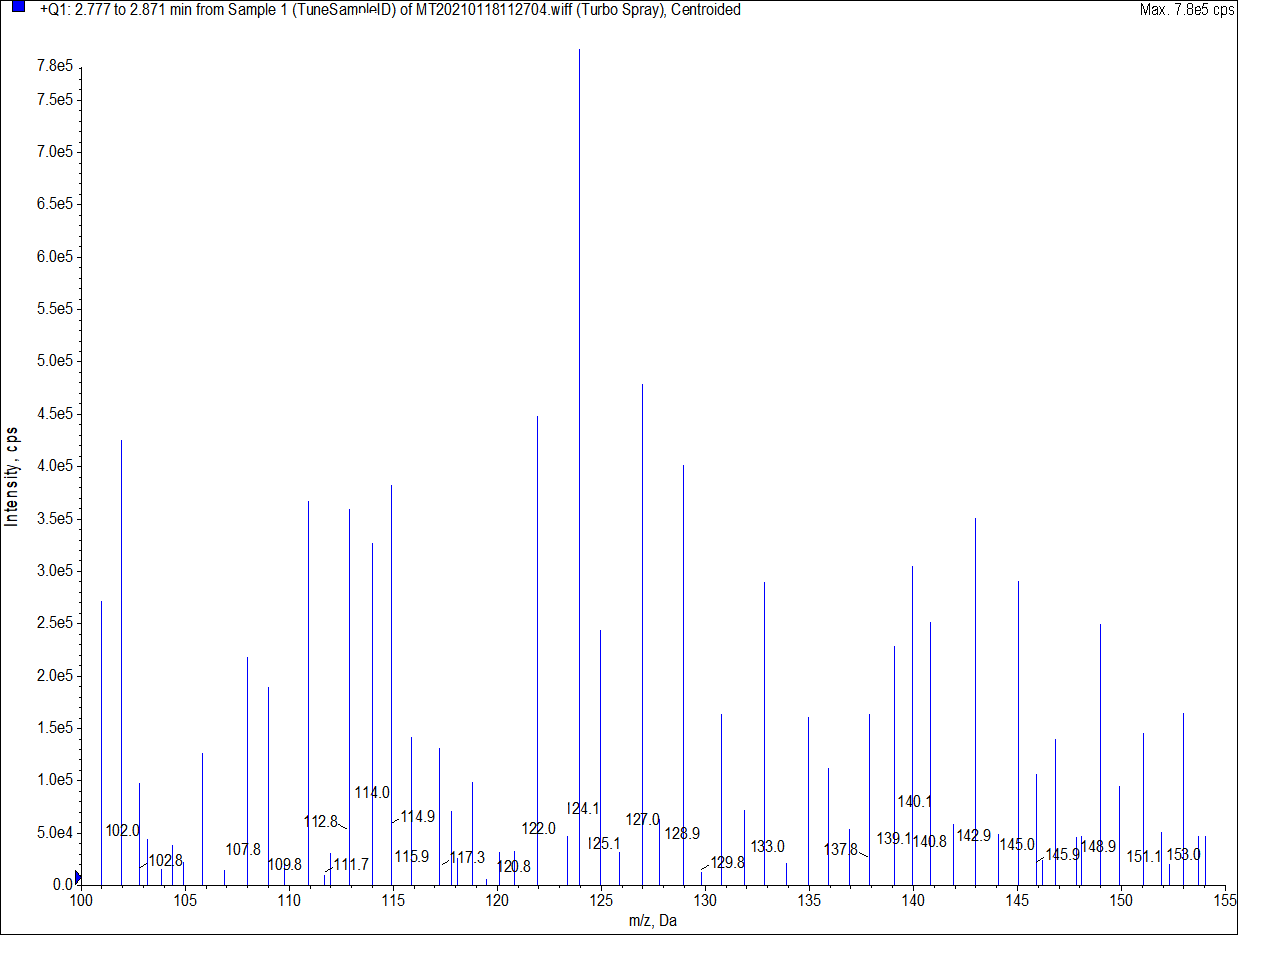 +Q1: 2.777 to 2.871 min from Sample 1 (TuneSampleID) of MT20210118112704.wiff (Turbo Spray), Centroided
Max. 7.8e5 cps
7.8e5
7.5e5
7.0e5
6.5e5
6.0e5
5.5e5
5.0e5
4.5e5
4.0e5
3.5e5
3.0e5
2.5e5
2.0e5
1.5e5
1.0e5
5.0e4
0.0
Intensity, cps
102.0
102.8
107.8
109.8
111.7
112.8
114.0
114.9
115.9
117.3
120.8
122.0
124.1
125.1
127.0
128.9
129.8
133.0
137.8
139.1
140.1
140.8
142.9
145.0
145.9
148.9
151.1
153.0
100 105 110 115 120 125 130 135 140 145 150 155
m/z, Da